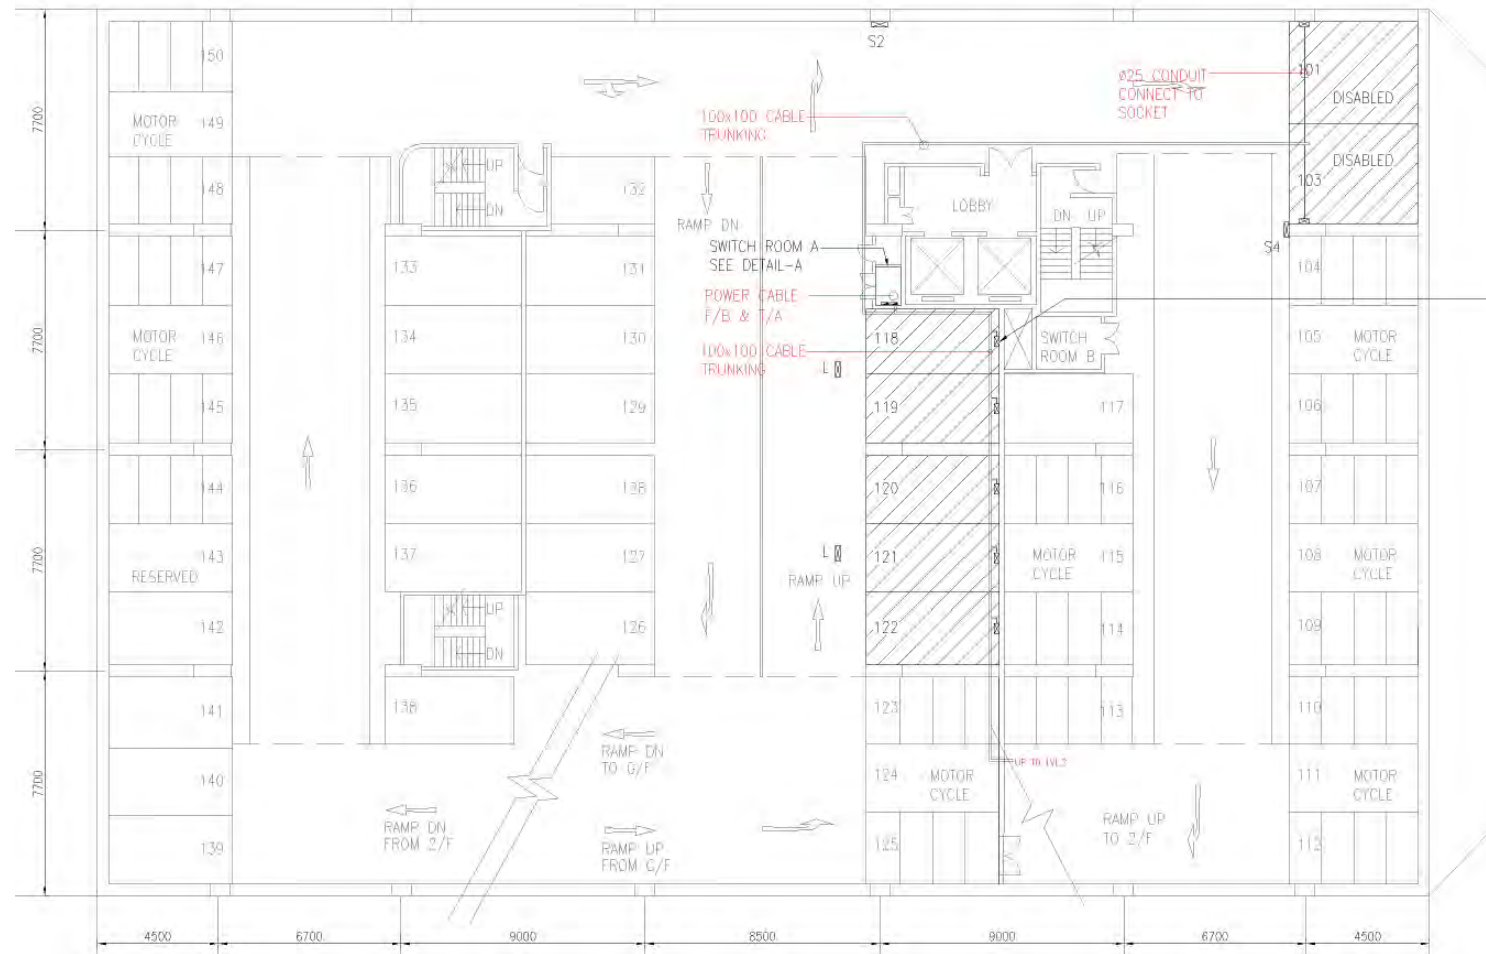 150
S2
Ø25 CONDUIT
CONNECT TO
SOCKET
101
DISABLED
7700
MOTOR
CYCLE
149
100x100 CABLE
TRUNKING
DISABLED
103
148
UP
DN
132
RAMP DN
LOBBY
DN UP
SWITCH ROOM A
SEE DETAIL-A
S4
147
133
131
104
POWER CABLE
F/B & T/A
7700
MOTOR
CYCLE
146
134
130
100x100 CABLE
TRUNKING
118
SWITCH
ROOM B
105
MOTOR
CYCLE
L
145
135
129
119
117
106
144
136
128
120
116
107
7700
143
RESERVED
137
127
L
RAMP UP
121
MOTOR
CYCLE
115
108
MOTOR
CYCLE
142
UP
DN
126
122
114
109
141
138
123
113
110
RAMP DN
TO G/F
UP TO LVL.2
7700
140
124
MOTOR
CYCLE
111
MOTOR
CYCLE
RAMP DN
FROM 2/F
RAMP UP
FROM G/F
RAMP UP
TO 2/F
139
125
112
4500
6700
9000
8500
9000
6700
4500